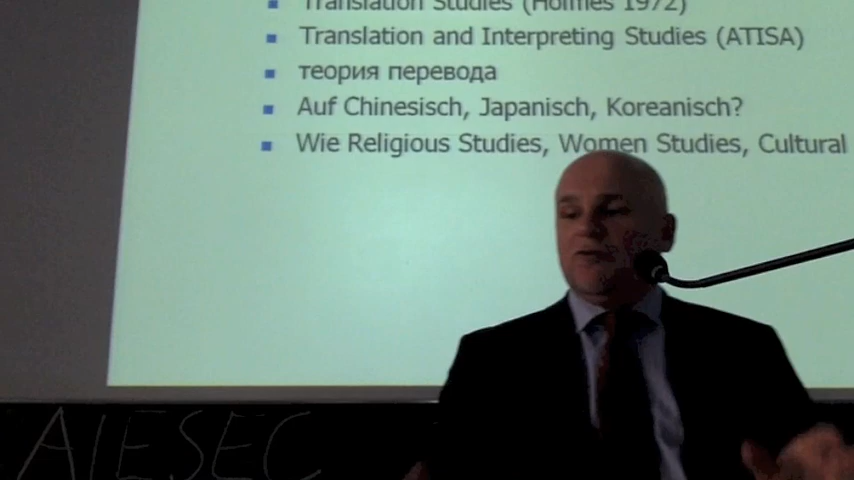 Translation Studies (Holmes 1972)
Translation and Interpreting Studies (ATISA)
теория перевода
Auf Chinesisch, Japanisch, Koreanisch?
Wie Religious Studies, Women Studies, Cultural
AIESEC